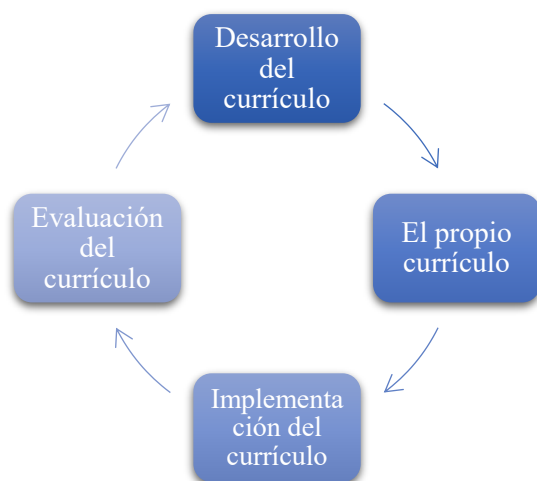 Desarrollo
del
currículo
El propio
currículo
Implementa
ción del
currículo
Evaluación
del
currículo